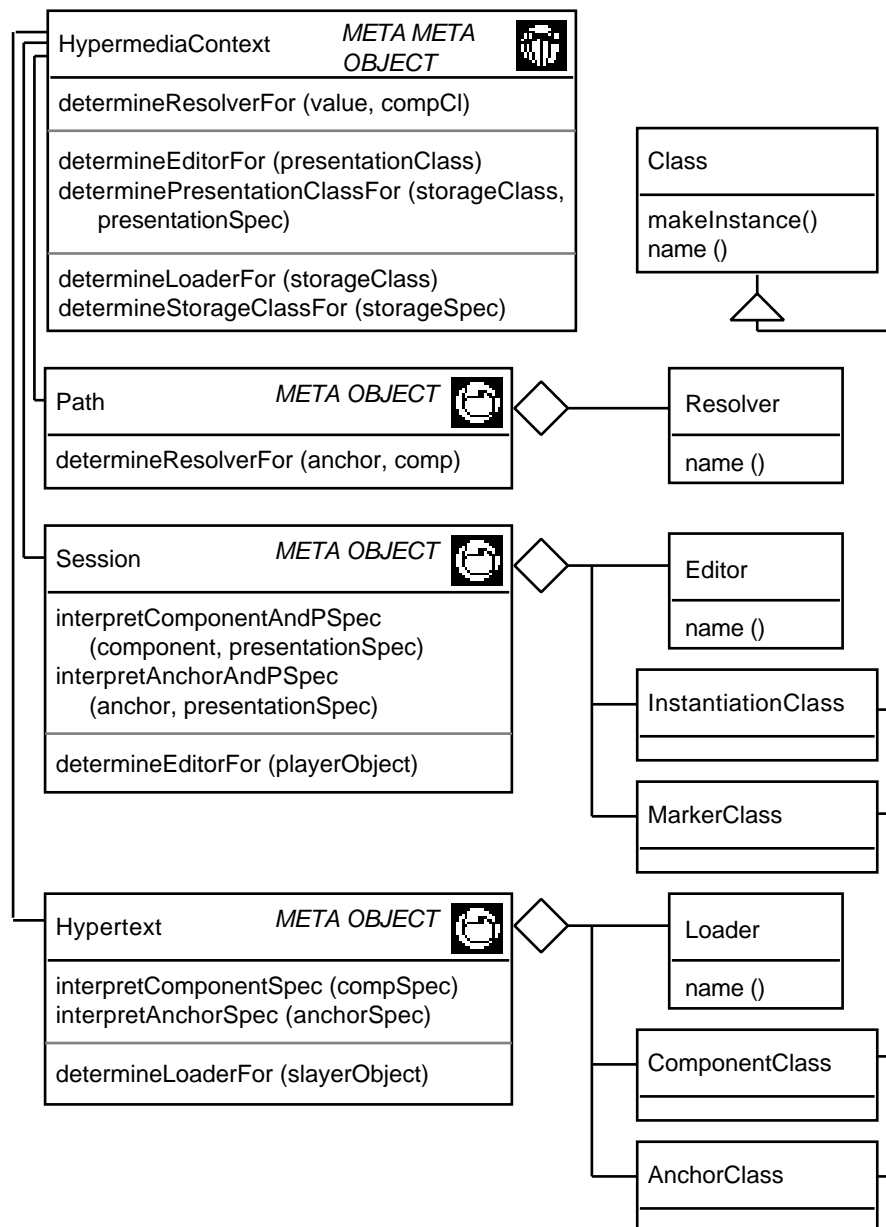 HypermediaContext META META
OBJECT
determineResolverFor (value, compCl)
determineEditorFor (presentationClass)
determinePresentationClassFor (storageClass,
presentationSpec)
determineLoaderFor (storageClass)
determineStorageClassFor (storageSpec)
Class
makeInstance()
name ()
Path META OBJECT
determineResolverFor (anchor, comp)
Resolver
name ()
Session META OBJECT
interpretComponentAndPSpec
(component, presentationSpec)
interpretAnchorAndPSpec
(anchor, presentationSpec)
determineEditorFor (playerObject)
Editor
name ()
InstantiationClass
MarkerClass
Hypertext META OBJECT
interpretComponentSpec (compSpec)
interpretAnchorSpec (anchorSpec)
determineLoaderFor (slayerObject)
Loader
name ()
ComponentClass
AnchorClass